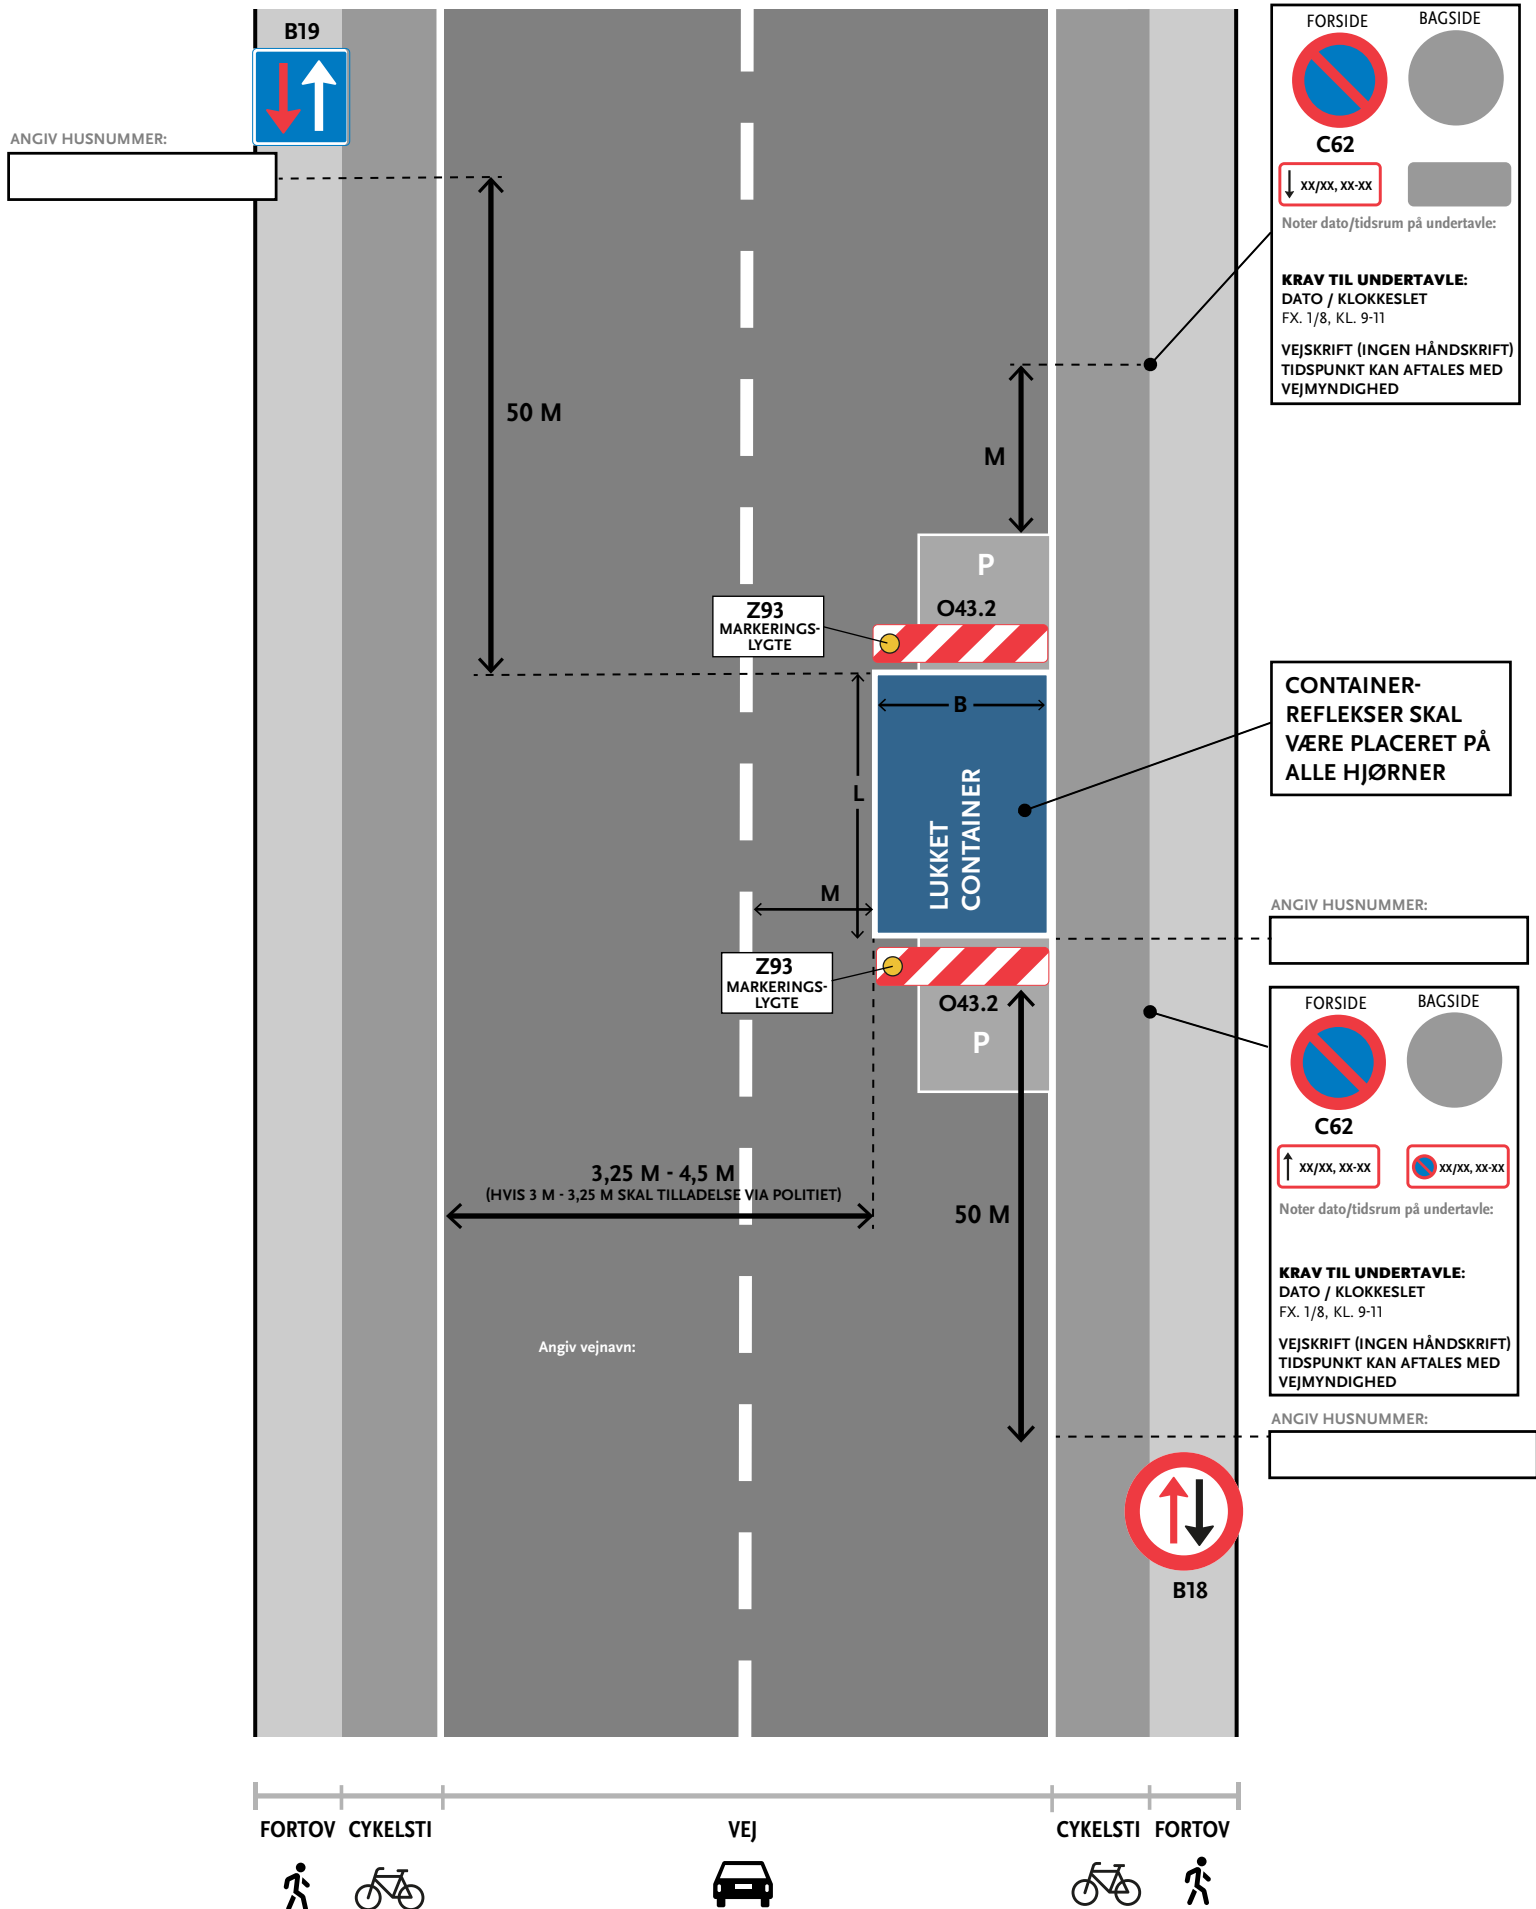 B19
ANGIV HUSNUMMER:
FORSIDE
BAGSIDE
C62
xx/xx, xx-xx
Noter dato/tidsrum på undertavle:
KRAV TIL UNDERTAVLE:
DATO / KLOKKESLET
FX. 1/8, KL. 9-11
VEJSKRIFT (INGEN HÅNDSKRIFT)
TIDSPUNKT KAN AFTALES MED
VEJMYNDIGHED
50 M
M
P
O43.2
Z93
MARKERINGS-
LYGTE
B
L
LUKKET
CONTAINER
M
CONTAINER-
REFLEKSER SKAL
VÆRE PLACERET PÅ
ALLE HJØRNER
ANGIV HUSNUMMER:
Z93
MARKERINGS-
LYGTE
O43.2
P
FORSIDE
BAGSIDE
C62
xx/xx, xx-xx
xx/xx, xx-xx
Noter dato/tidsrum på undertavle:
KRAV TIL UNDERTAVLE:
DATO / KLOKKESLET
FX. 1/8, KL. 9-11
VEJSKRIFT (INGEN HÅNDSKRIFT)
TIDSPUNKT KAN AFTALES MED
VEJMYNDIGHED
3,25 M - 4,5 M
(HVIS 3 M - 3,25 M SKAL TILLADELSE VIA POLITIET)
50 M
Angiv vejnavn:
ANGIV HUSNUMMER:
B18
FORTOV
CYKELSTI
VEJ
CYKELSTI
FORTOV